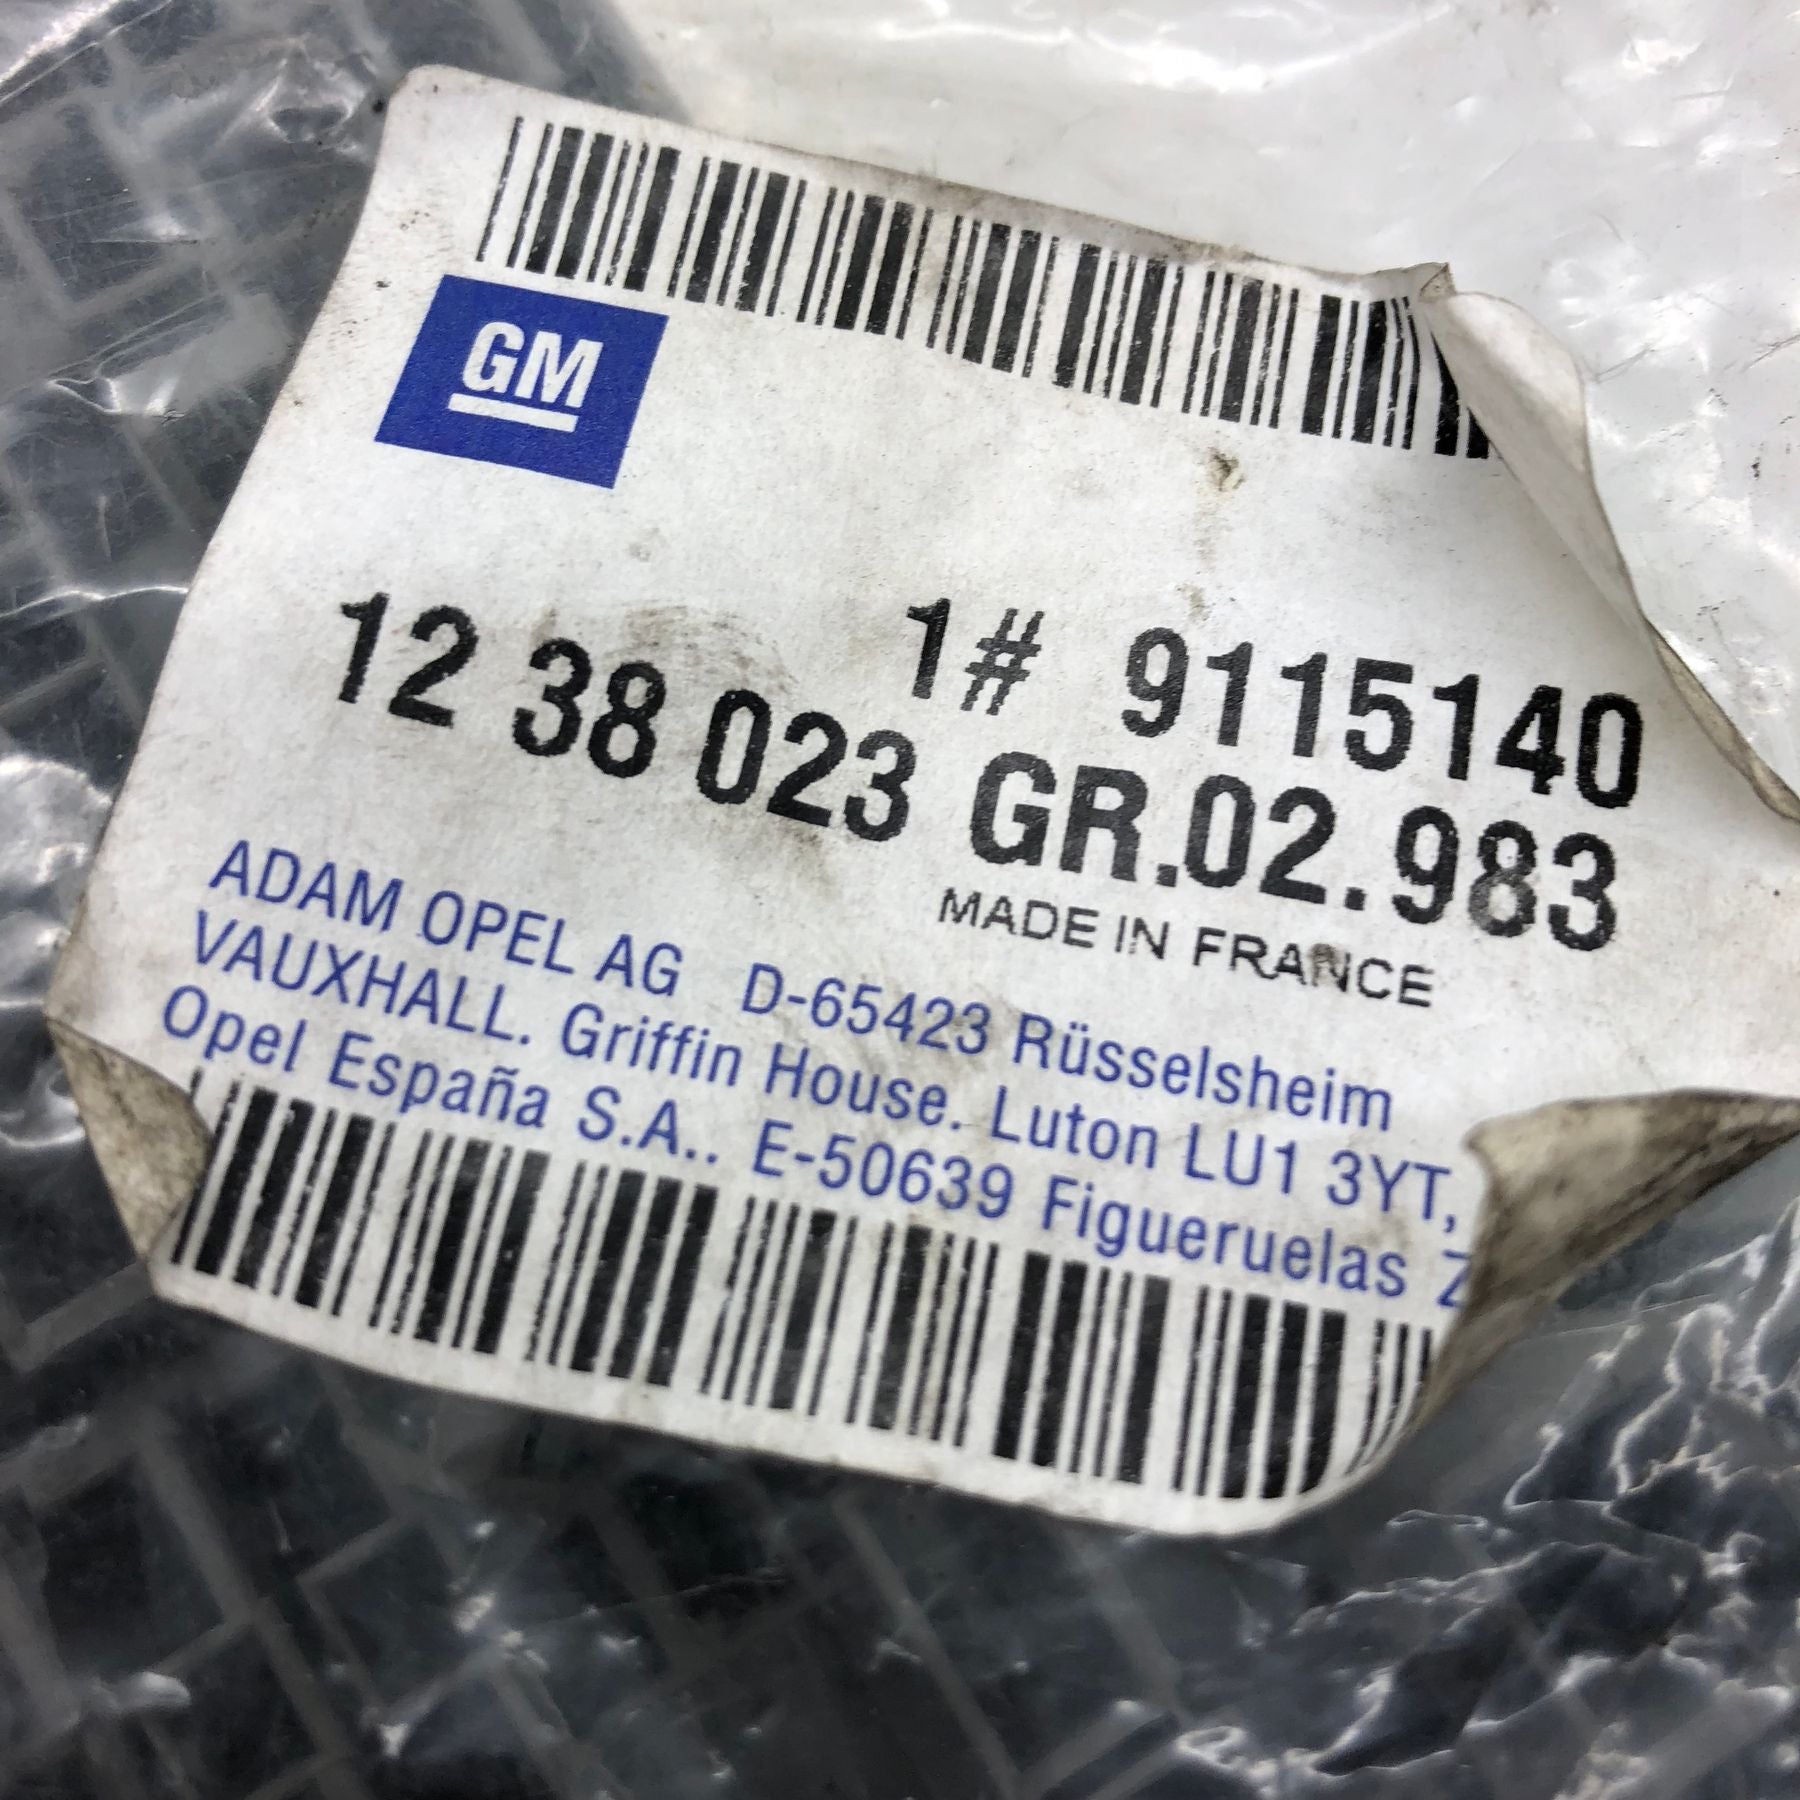 GM
1# 9115140
12 38 023 GR.02.983
MADE IN FRANCE
ADAM OPEL AG D-65423 Rüsselsheim
VAUXHALL. Griffin House. Luton LU1 3YT,
Opel España S.A.. E-50639 Figueruelas Z